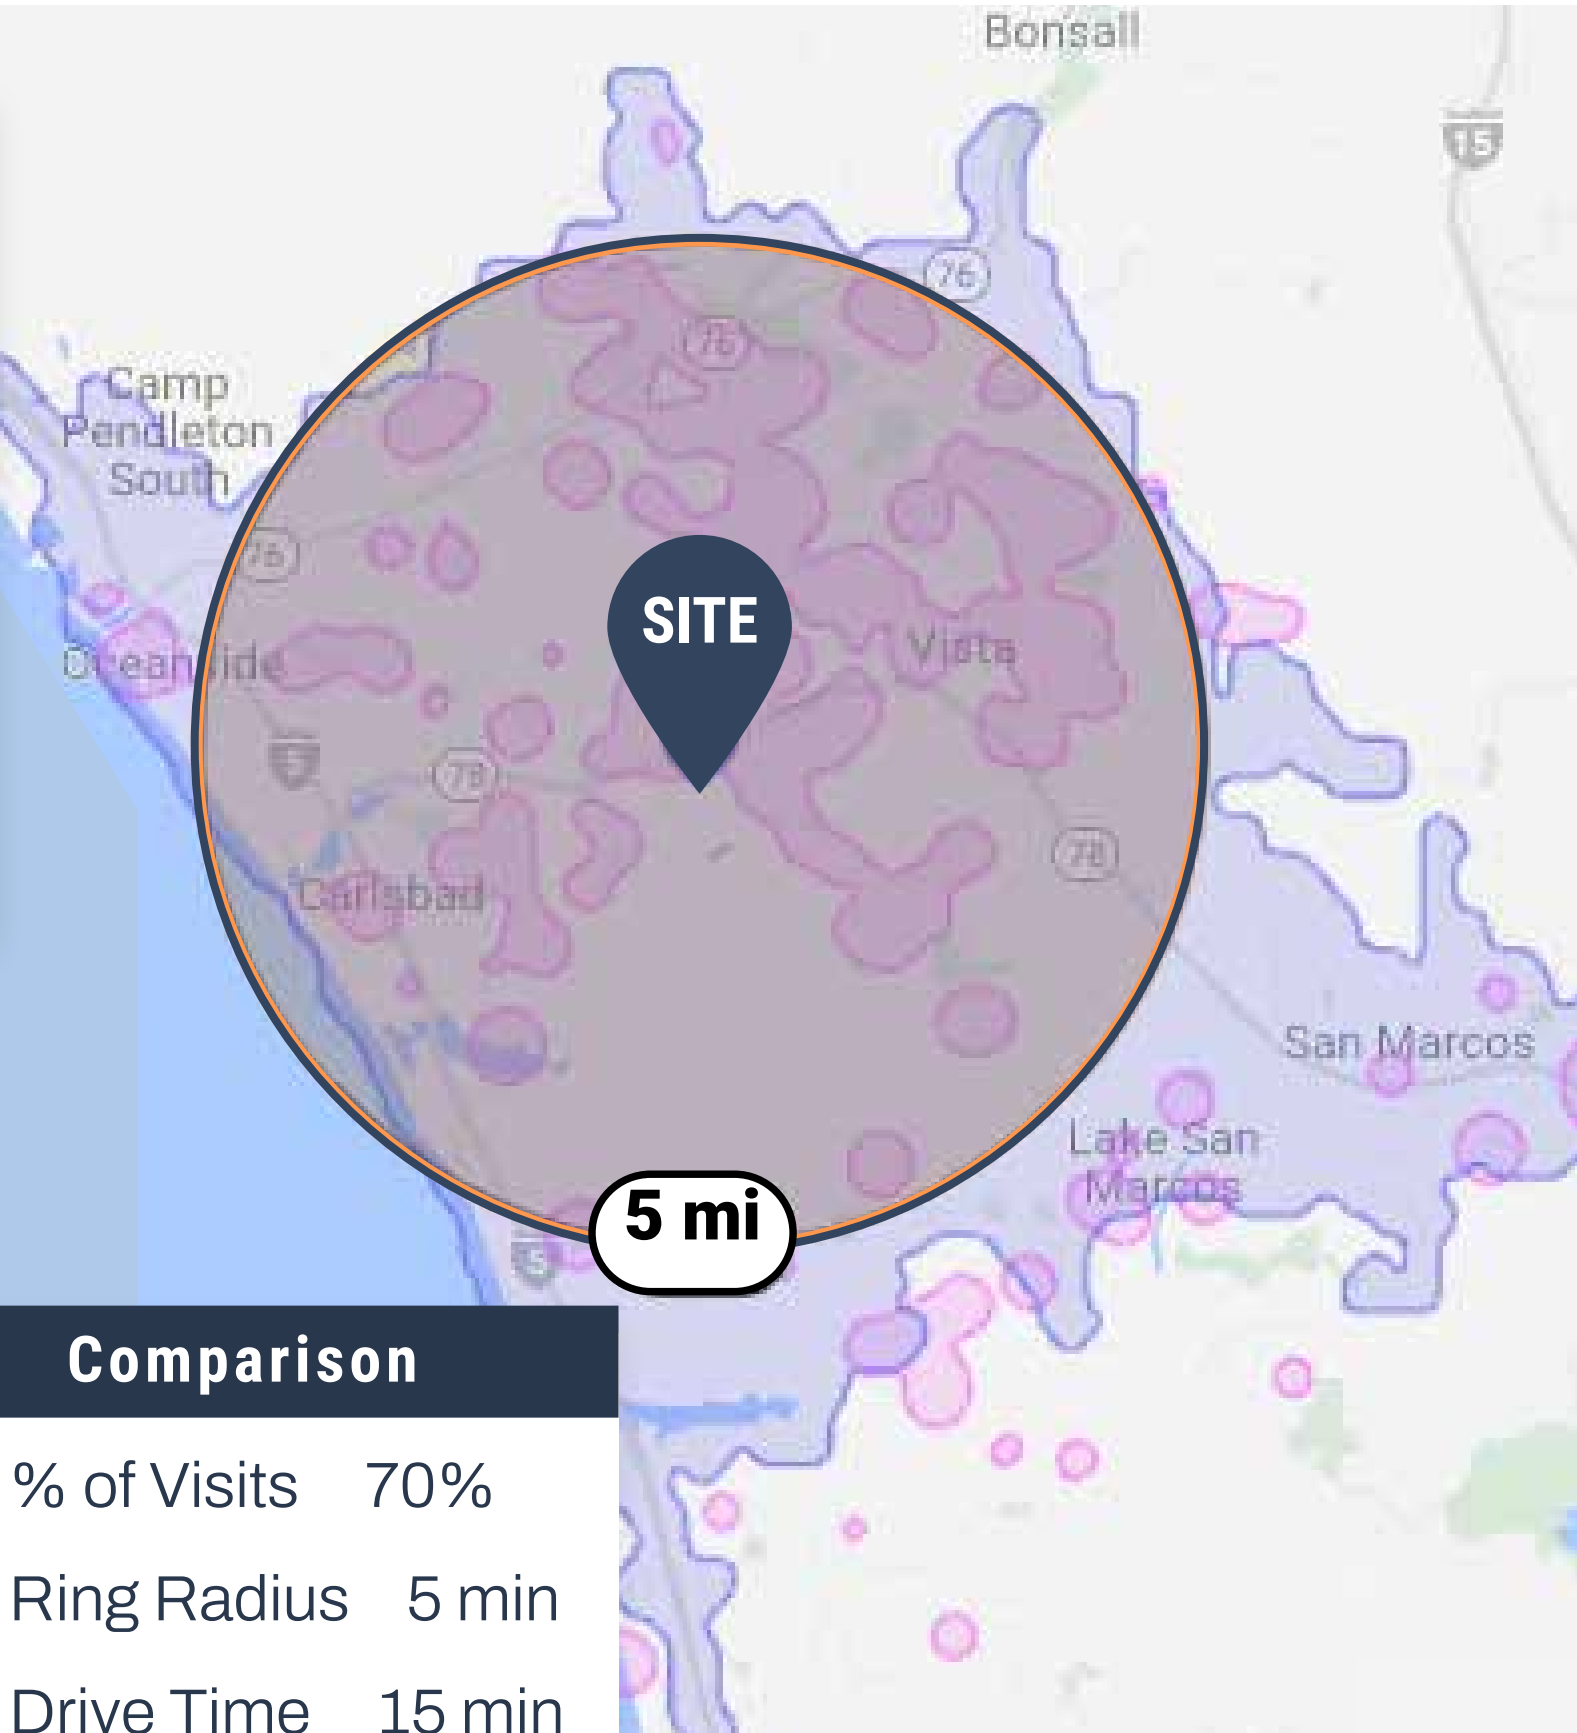 Bonsall
15
76
76
Camp
Pendleton
South
76
SITE
Vista
Oceanside
5
78
78
Carlsbad
San Marcos
Lake San
Marcos
5 mi
5
Comparison
% of Visits 70%
Ring Radius 5 min
Drive Time 15 min